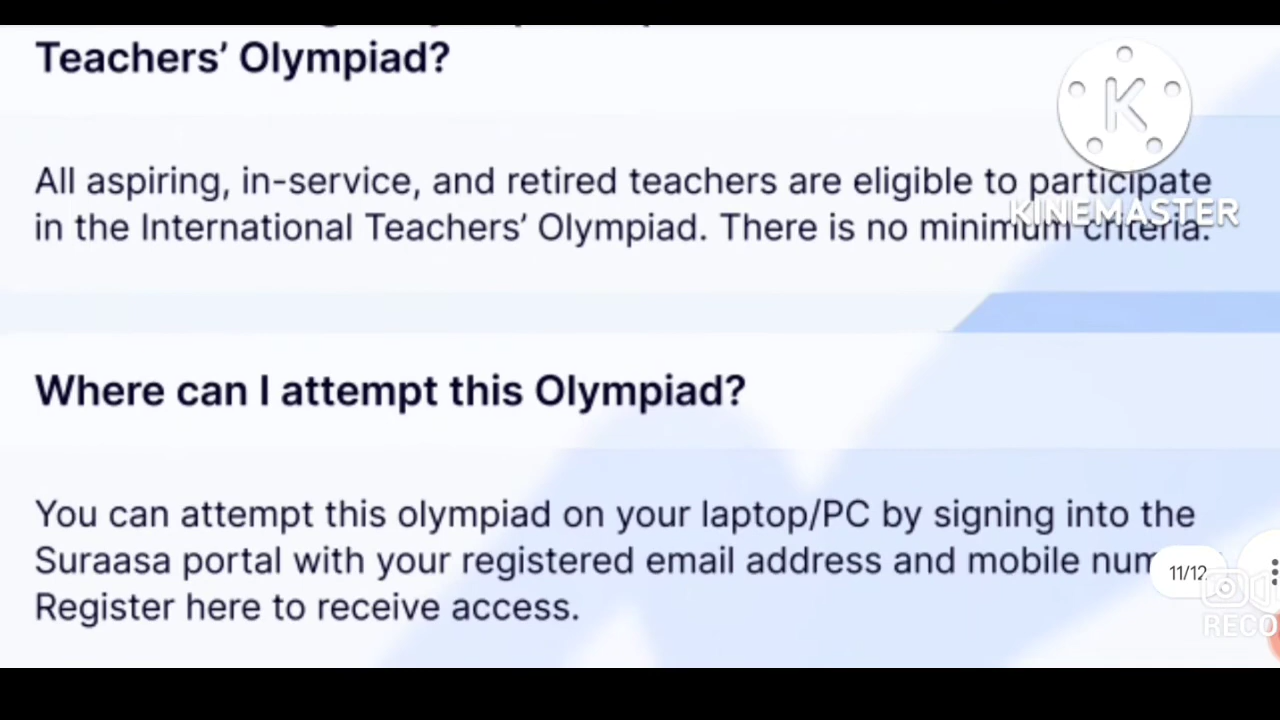 Teachers’ Olympiad?
K
All aspiring, in-service, and retired teachers are eligible to participate
KINEMASTER
in the International Teachers’ Olympiad. There is no minimum criteria.
Where can I attempt this Olympiad?
You can attempt this olympiad on your laptop/PC by signing into the
Suraasa portal with your registered email address and mobile num
11/12
Register here to receive access.
RECO